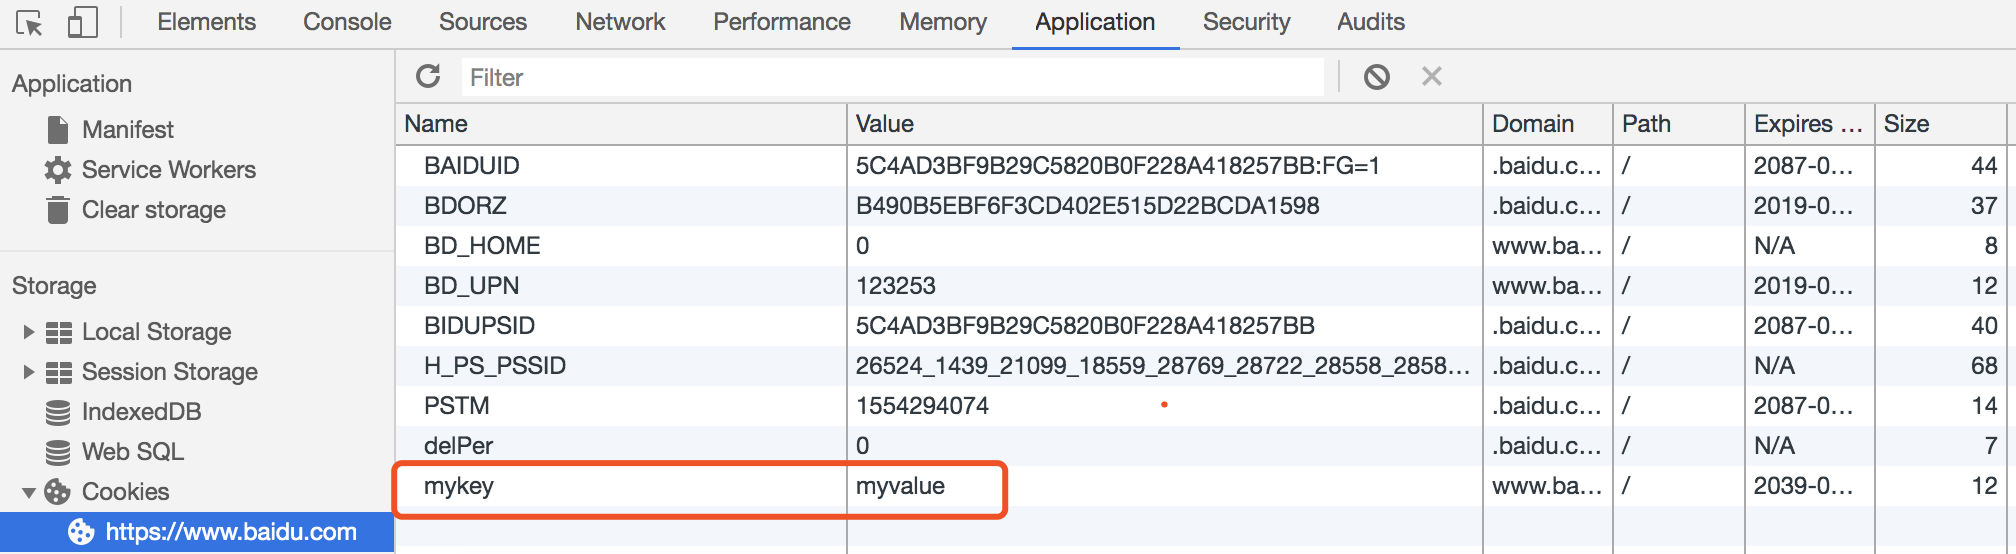 Elements Console Sources Network Performance Memory Application Security Audits
Application
Manifest
Service Workers
Clear storage
Storage
Local Storage
Session Storage
IndexedDB
Web SQL
Cookies
https://www.baidu.com
Filter
Name Value Domain Path Expires ... Size
BAIDUID 5C4AD3BF9B29C5820B0F228A418257BB:FG=1 .baidu.c... / 2087-0... 44
BDORZ B490B5EBF6F3CD402E515D22BCDA1598 .baidu.c... / 2019-0... 37
BD_HOME 0 www.ba... / N/A 8
BD_UPN 123253 www.ba... / 2019-0... 12
BIDUPSID 5C4AD3BF9B29C5820B0F228A418257BB .baidu.c... / 2087-0... 40
H_PS_PSSID 26524_1439_21099_18559_28769_28722_28558_2858... .baidu.c... / N/A 68
PSTM 1554294074 .baidu.c... / 2087-0... 14
delPer 0 .baidu.c... / N/A 7
mykey myvalue www.ba... / 2039-0... 12